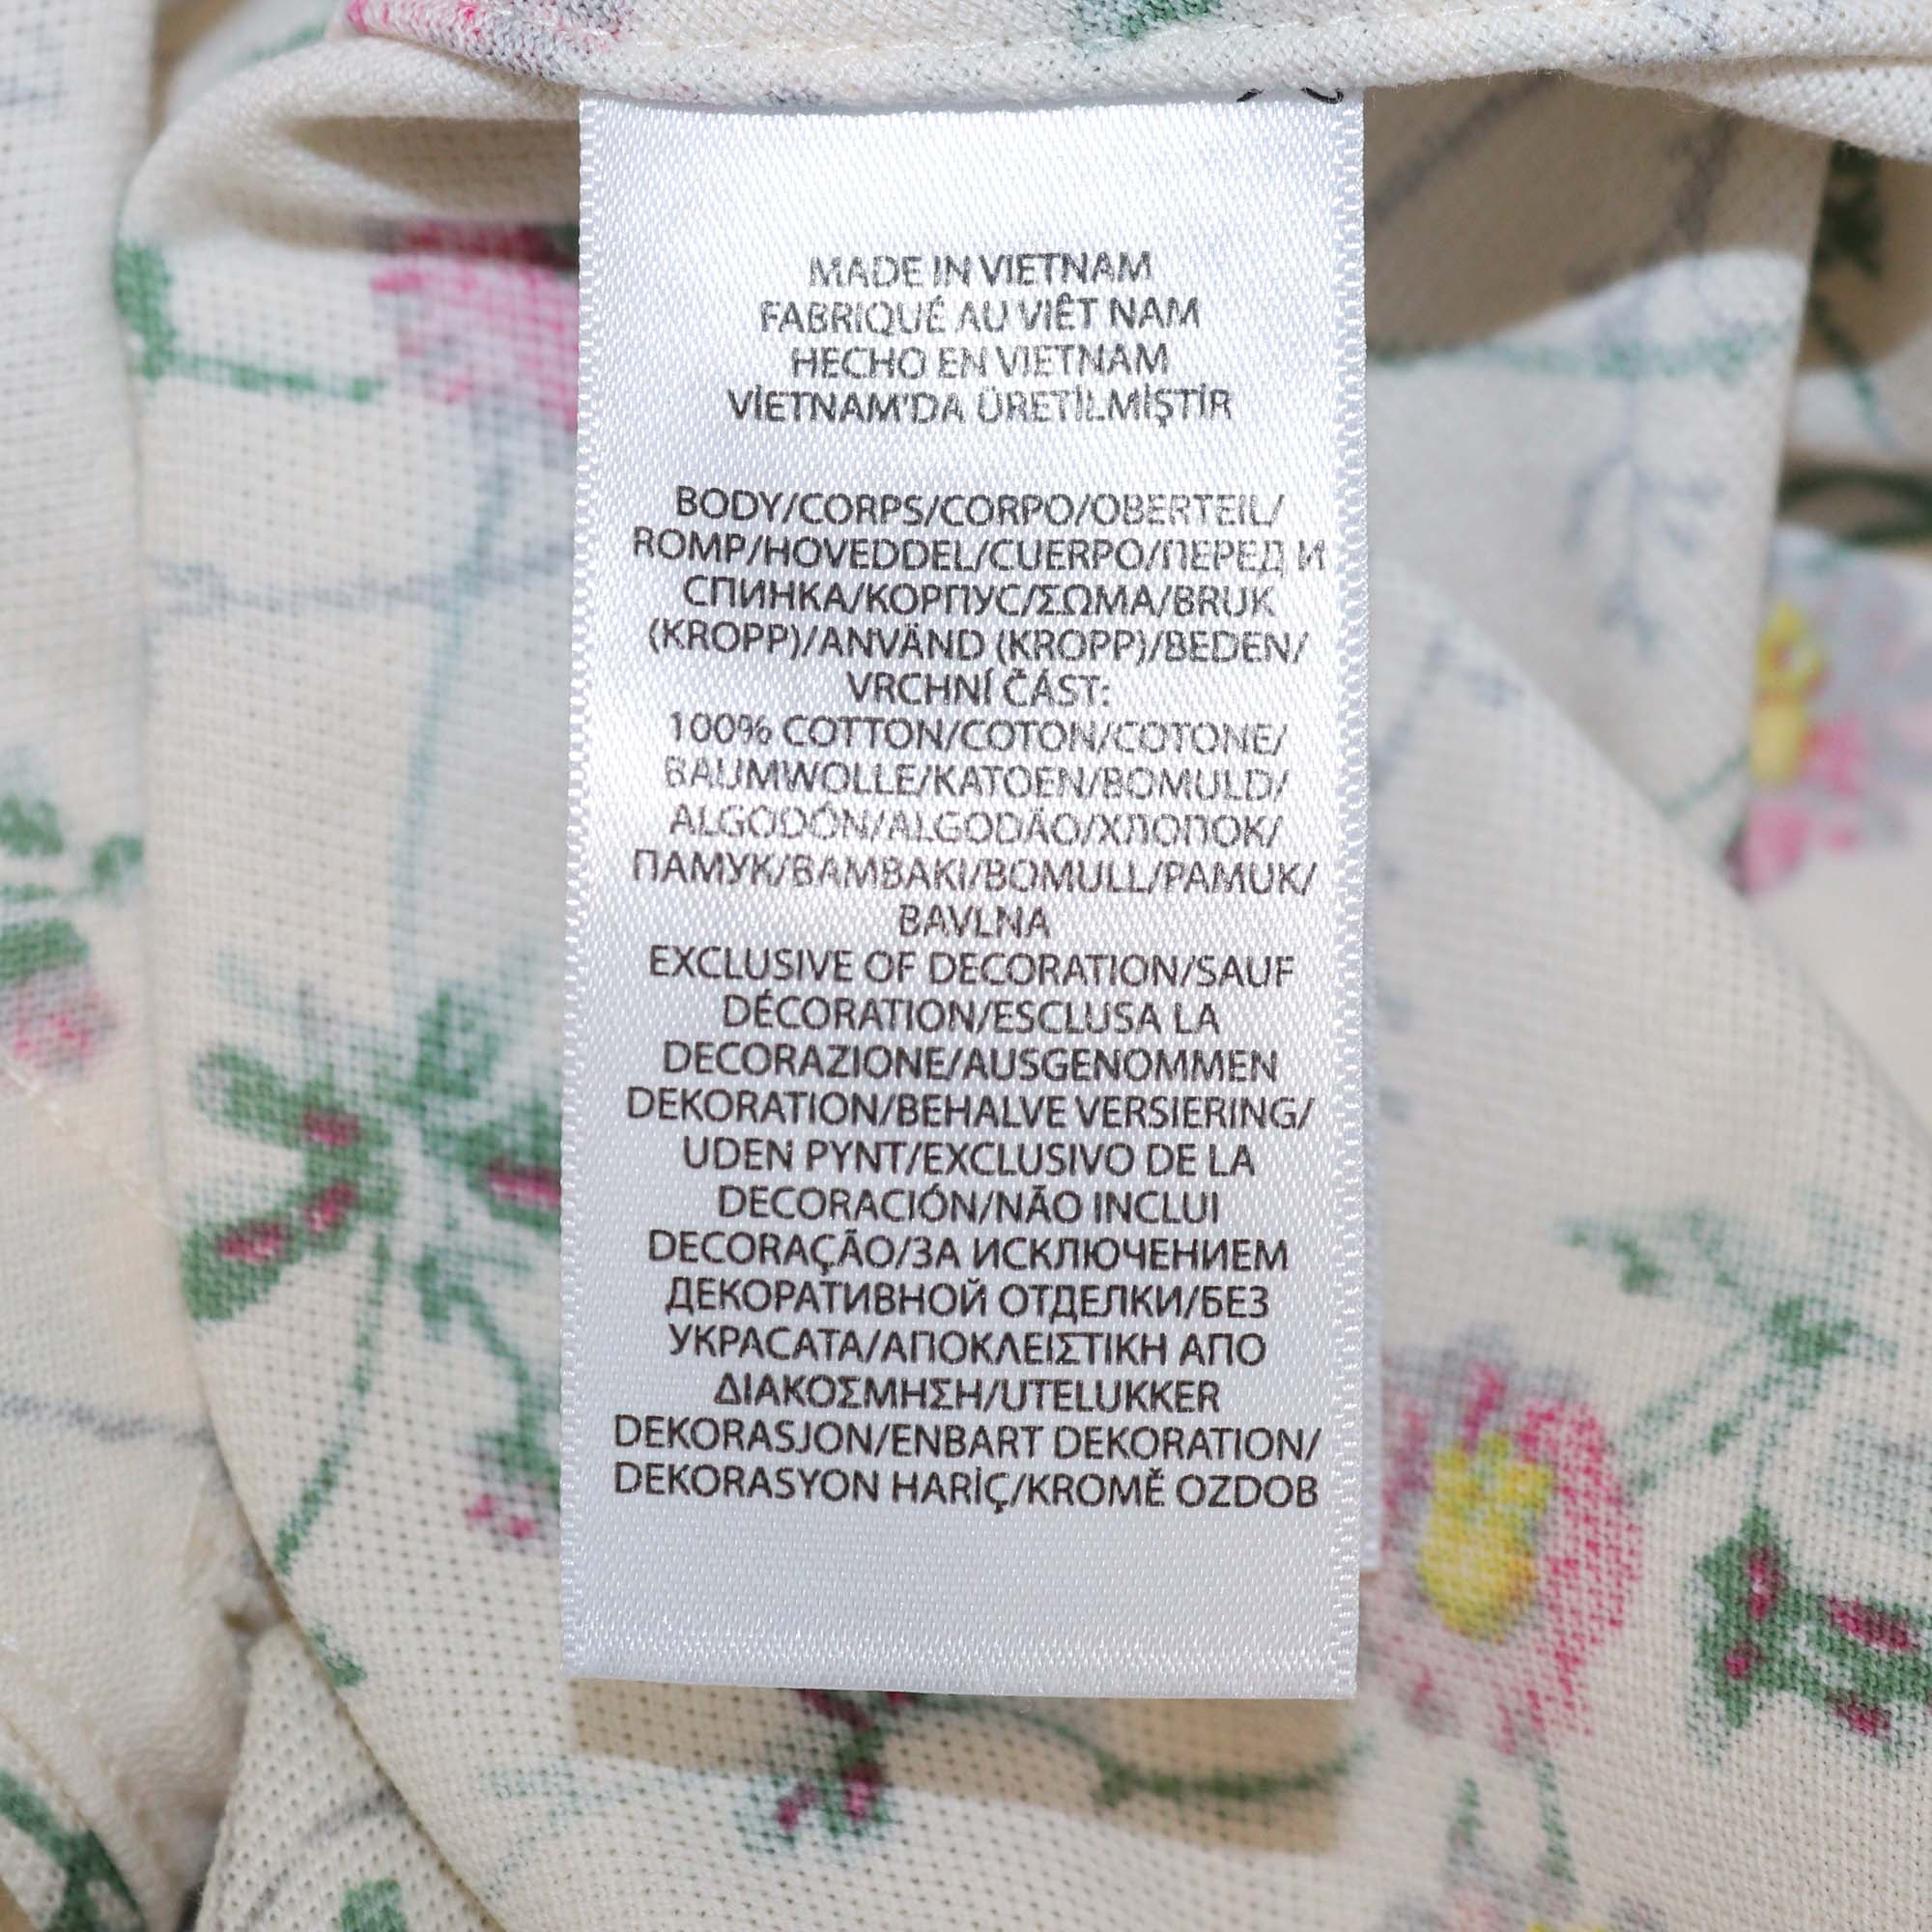 MADE IN VIETNAM
FABRIQUÉ AU VIÊT NAM
HECHO EN VIETNAM
VİETNAM'DA ÜRETİLMİŞTİR
BODY/CORPS/CORPO/OBERTEIL/
ROMP/HOVEDDEL/CUERPO/ПЕРЕД И
СПИНКА/КОРПУС/ΣΩΜΑ/BRUK
(KROPP)/ANVÄND (KROPP)/BEDEN/
VRCHNÍ ČÁST:
100% COTTON/COTON/COTONE/
BAUMWOLLE/KATOEN/BOMULD/
ALGODÓN/ALGODÃO/ХЛОПОК/
ПАМУК/ΒΑΜΒΑΚΙ/BOMULL/PAMUK/
BAVLNA
EXCLUSIVE OF DECORATION/SAUF
DÉCORATION/ESCLUSA LA
DECORAZIONE/AUSGENOMMEN
DEKORATION/BEHALVE VERSIERING/
UDEN PYNT/EXCLUSIVO DE LA
DECORACIÓN/NÃO INCLUI
DECORAÇÃO/ЗА ИСКЛЮЧЕНИЕМ
ДЕКОРАТИВНОЙ ОТДЕЛКИ/БЕЗ
УКРАСАТА/ΑΠΟΚΛΕΙΣΤΙΚΗ ΑΠΟ
ΔΙΑΚΟΣΜΗΣΗ/UTELUKKER
DEKORASJON/ENBART DEKORATION/
DEKORASYON HARİÇ/KROMĚ OZDOB